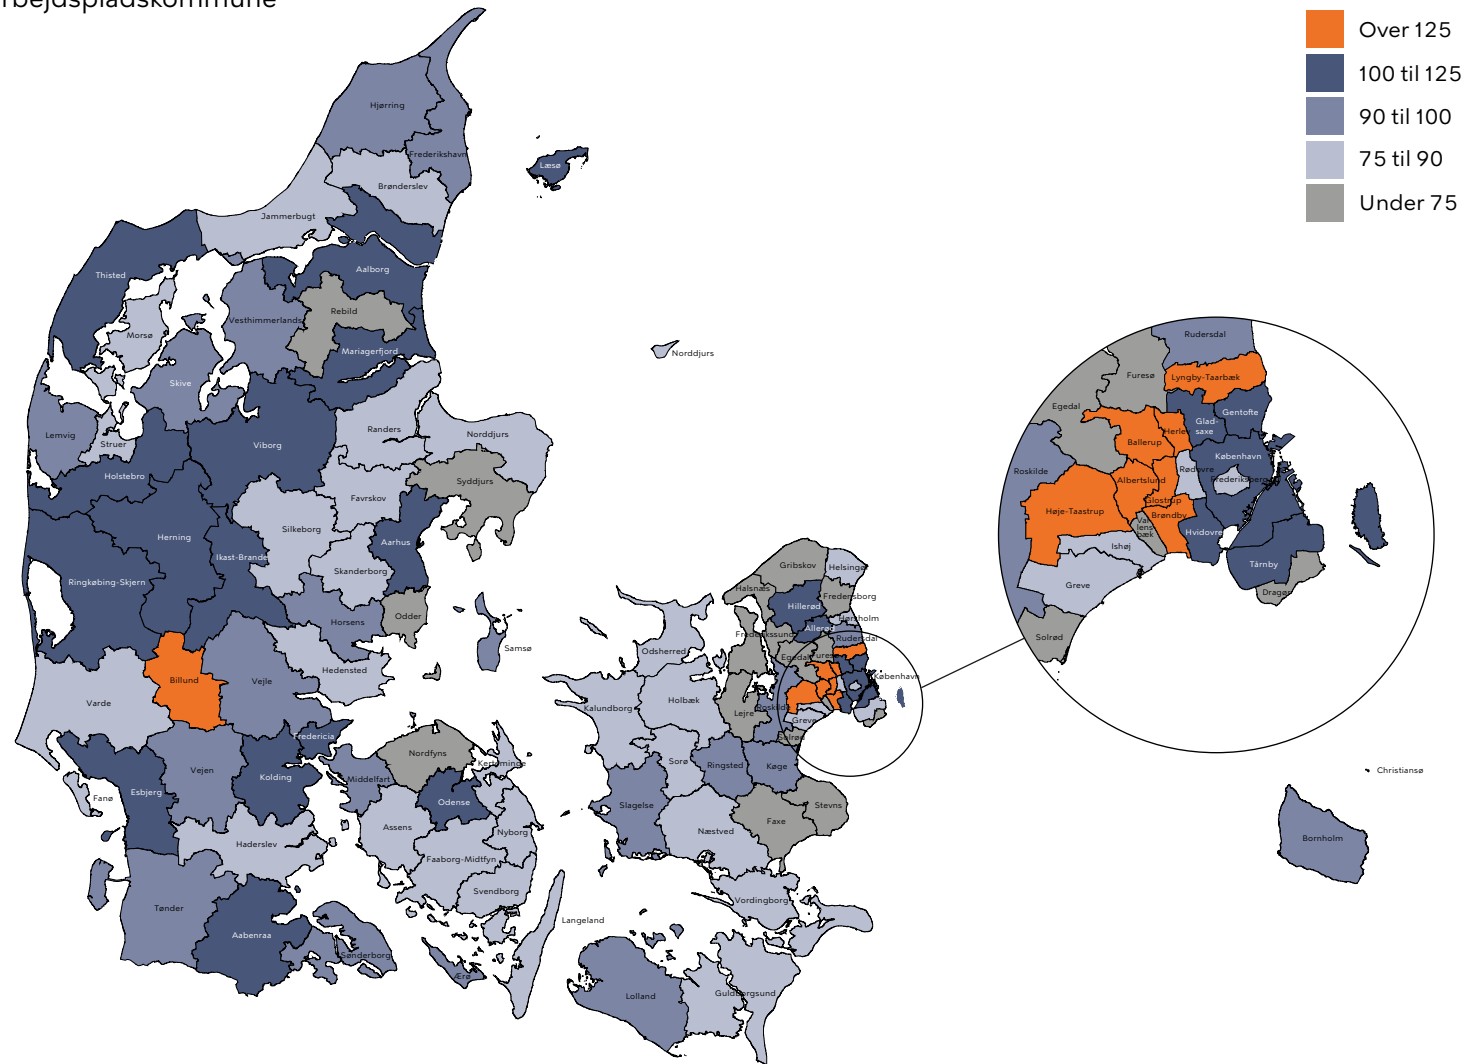 rbejdspladskommune
Over 125
100 til 125
90 til 100
75 til 90
Under 75
Hjørring
Frederikshavn
Læsø
Brønderslev
Jammerbugt
Thisted
Aalborg
Rebild
Vesthimmerlands
Morsø
Mariagerfjord
Norddjurs
Skive
Lemvig
Struer
Viborg
Randers
Norddjurs
Holstebro
Syddjurs
Favrskov
Silkeborg
Herning
Ikast-Brande
Aarhus
Skanderborg
Ringkøbing-Skjern
Odder
Horsens
Samsø
Hedensted
Billund
Vejle
Varde
Fredericia
Vejen
Kolding
Esbjerg
Fanø
Haderslev
Tønder
Aabenraa
Sønderborg
Nordfyns
Kerteminde
Middelfart
Odense
Assens
Nyborg
Faaborg-Midtfyn
Svendborg
Langeland
Ærø
Gribskov
Helsingør
Halsnæs
Fredensborg
Hillerød
Hørsholm
Allerød
Frederikssund
Rudersdal
Egedal
Furesø
Odsherred
København
Kalundborg
Holbæk
Lejre
Roskilde
Greve
Solrød
Sorø
Ringsted
Køge
Slagelse
Stevns
Faxe
Næstved
Vordingborg
Lolland
Guldborgsund
Rudersdal
Furesø
Lyngby-Taarbæk
Egedal
Gentofte
Glad-
saxe
Herlev
Ballerup
København
Roskilde
Rødovre
Frederiksberg
Albertslund
Glostrup
Høje-Taastrup
Brøndby
Val-
lens-
bæk
Hvidovre
Ishøj
Tårnby
Greve
Dragør
Solrød
Christiansø
Bornholm